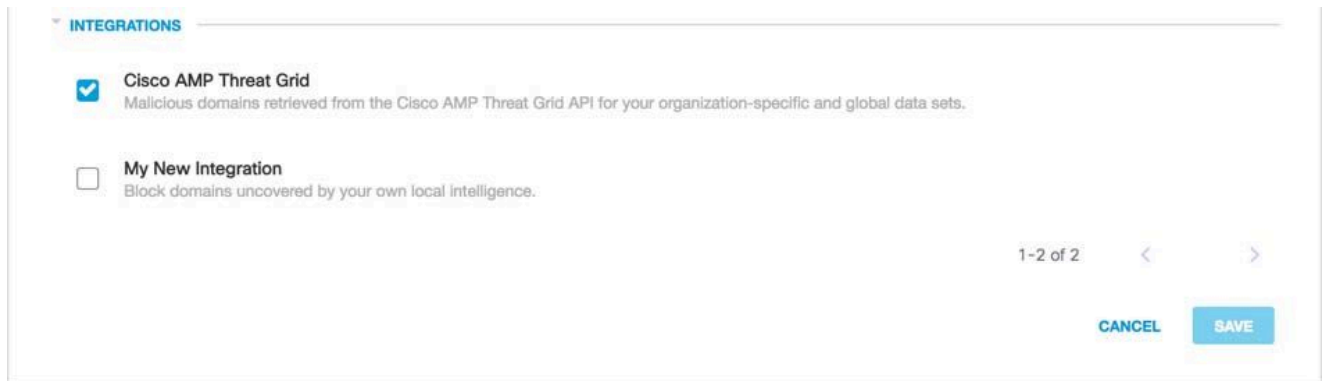 INTEGRATIONS
Cisco AMP Threat Grid
Malicious domains retrieved from the Cisco AMP Threat Grid API for your organization-specific and global data sets.
My New Integration
Block domains uncovered by your own local intelligence.
1-2 of 2
CANCEL SAVE